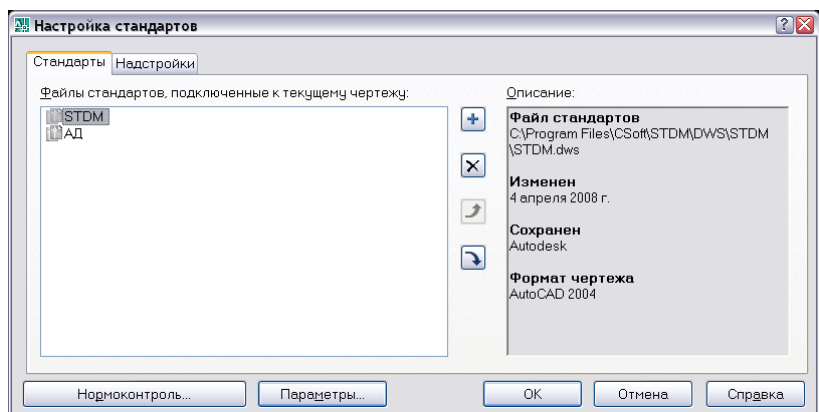 Настройка стандартов
Стандарты Надстройки
Файлы стандартов, подключенные к текущему чертежу:
STDM
АД
Описание:
Файл стандартов
C:\Program Files\CSoft\STDM\DWS\STDM
\STDM.dws
Изменен
4 апреля 2008 г.
Сохранен
Autodesk
Формат чертежа
AutoCAD 2004
Нормоконтроль... Параметры... OK Отмена Справка